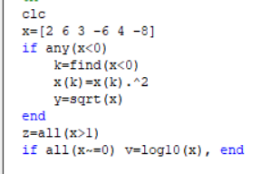 clc
x=[2 6 3 -6 4 -8]
if any(x<0)
    k=find(x<0)
    x(k)=x(k).^2
    y=sqrt(x)
end
z=all(x>1)
if all(x~=0) v=log10(x), end